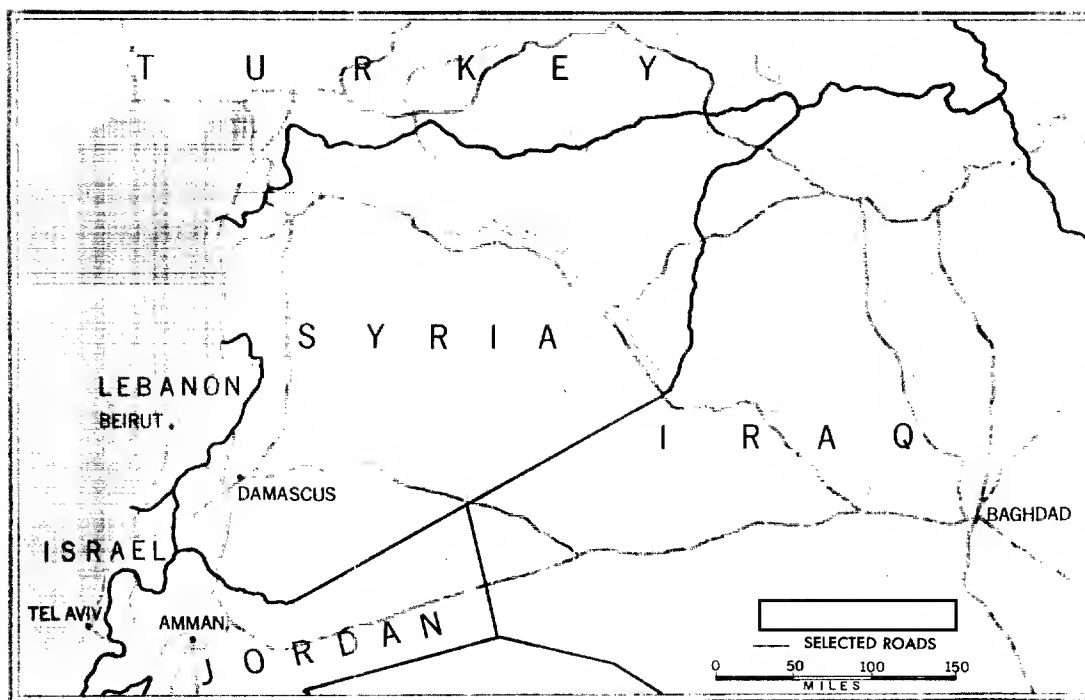 TURKEY
SYRIA
LEBANON
BEIRUT
IRAQ
DAMASCUS
BAGHDAD
ISRAEL
TEL AVIV
AMMAN
JORDAN
SELECTED ROADS
0 50 100 150
MILES